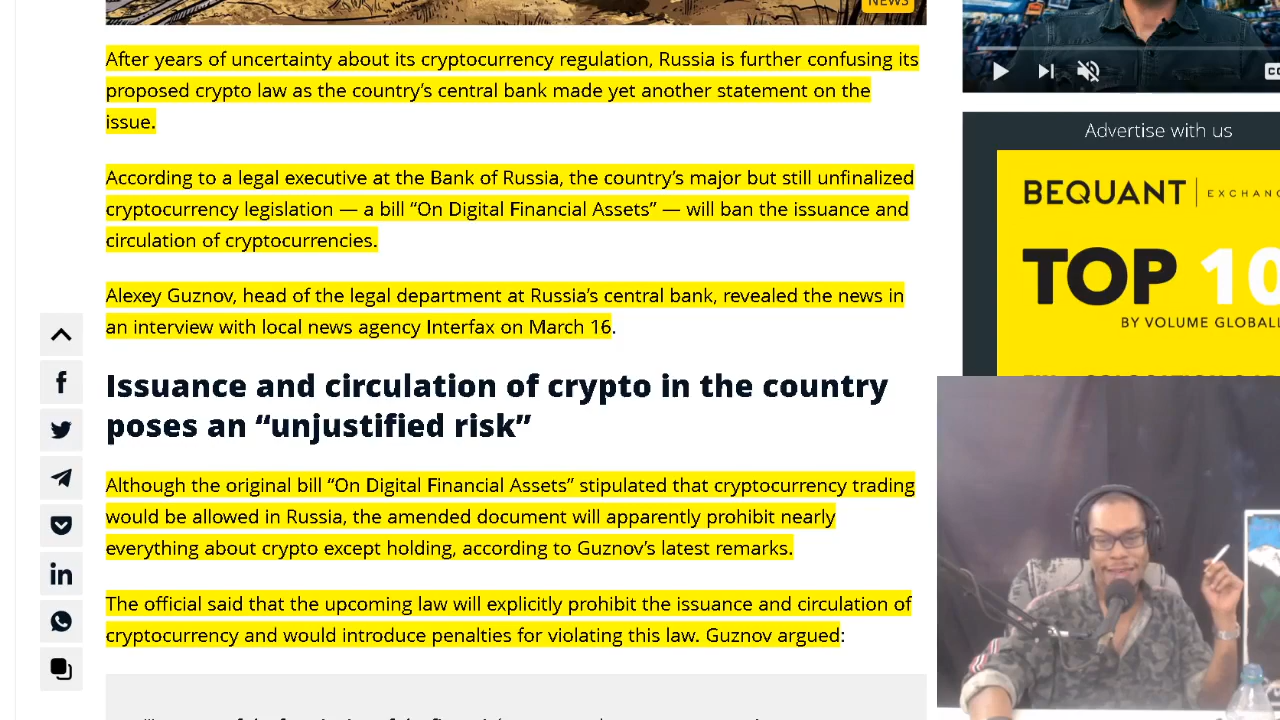 NEWS
After years of uncertainty about its cryptocurrency regulation, Russia is further confusing its
proposed crypto law as the country’s central bank made yet another statement on the
issue.
According to a legal executive at the Bank of Russia, the country’s major but still unfinalized
cryptocurrency legislation — a bill “On Digital Financial Assets” — will ban the issuance and
circulation of cryptocurrencies.
Alexey Guznov, head of the legal department at Russia’s central bank, revealed the news in
an interview with local news agency Interfax on March 16.
Issuance and circulation of crypto in the country
poses an “unjustified risk”
Although the original bill “On Digital Financial Assets” stipulated that cryptocurrency trading
would be allowed in Russia, the amended document will apparently prohibit nearly
everything about crypto except holding, according to Guznov’s latest remarks.
The official said that the upcoming law will explicitly prohibit the issuance and circulation of
cryptocurrency and would introduce penalties for violating this law. Guznov argued:
Advertise with us
BEQUANT EXCHANG
TOP 10
BY VOLUME GLOBALL